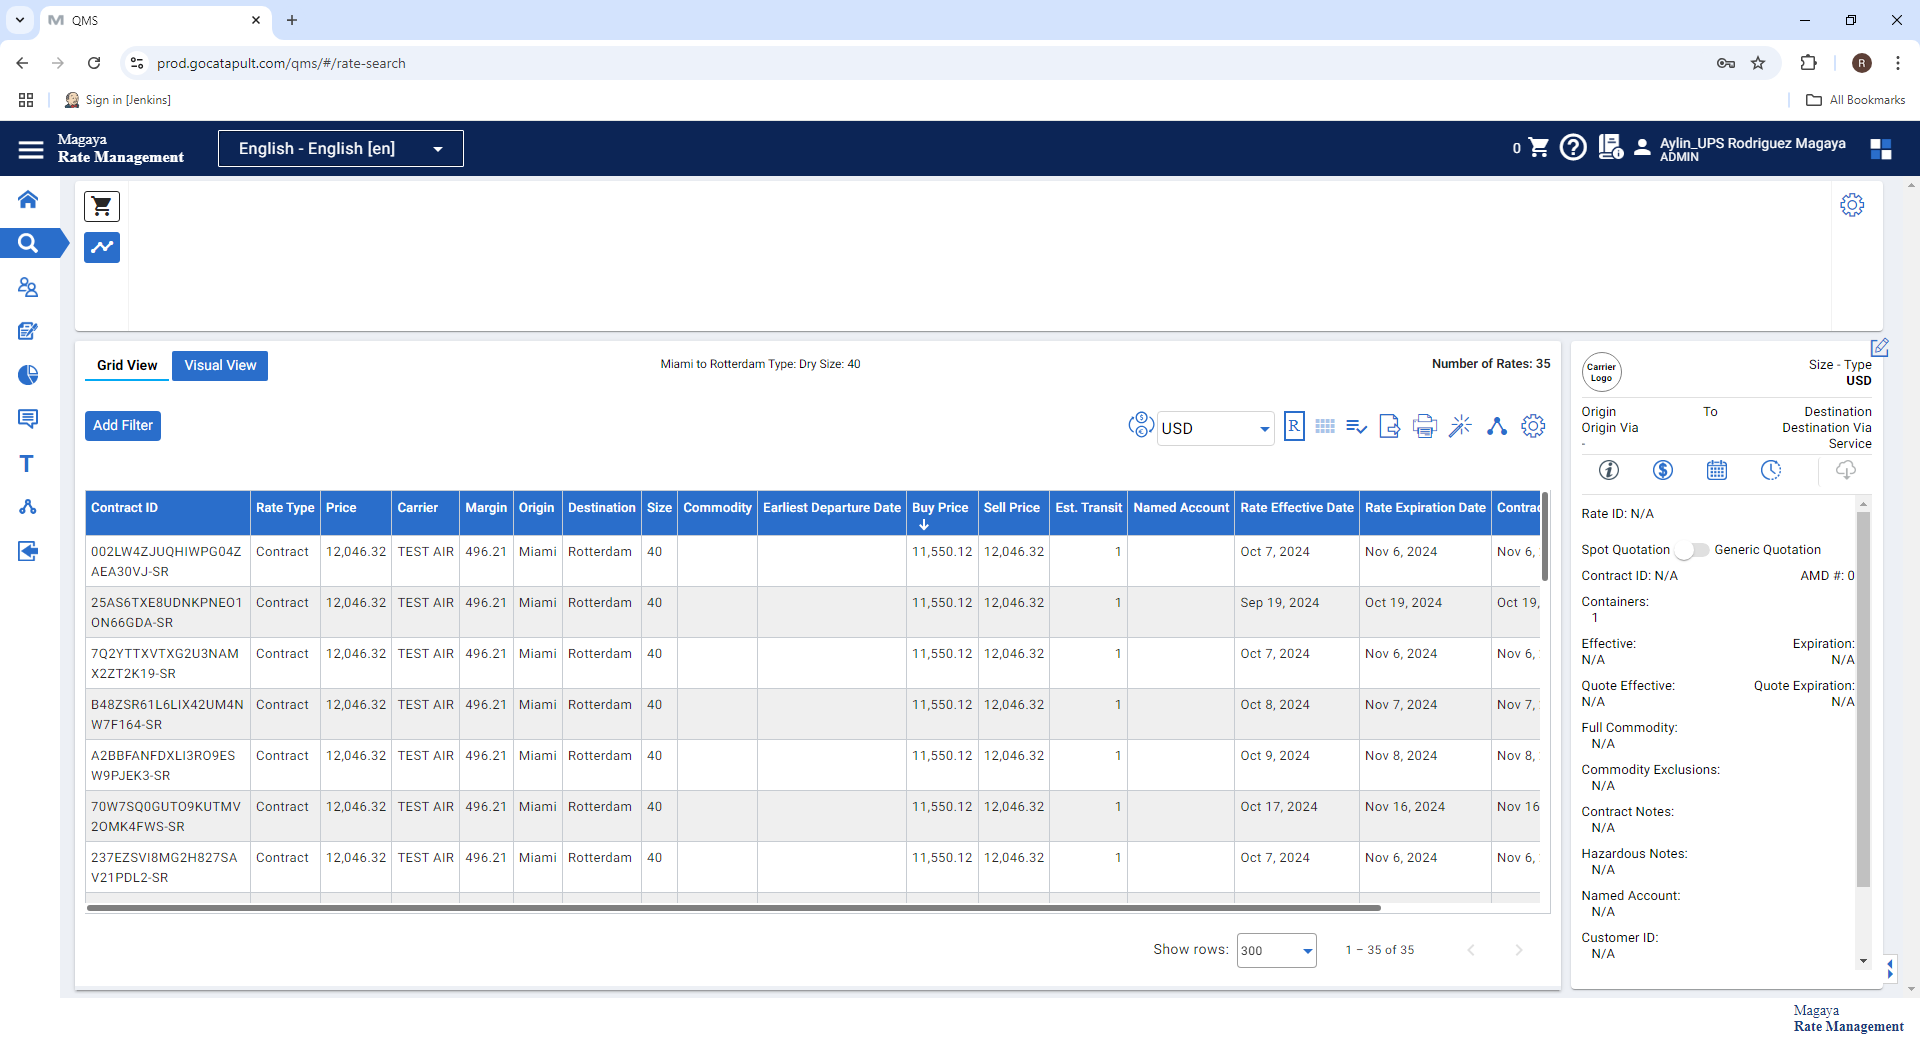 QMS
prod.gocatapult.com/qms/#/rate-search
R
Sign in [Jenkins]
All Bookmarks
Magaya
Rate Management
English - English [en]
0
Aylin_UPS Rodriguez Magaya
ADMIN
Grid View
Visual View
Miami to Rotterdam Type: Dry Size: 40
Number of Rates: 35
Add Filter
USD
R
Contract ID Rate Type Price Carrier Margin Origin Destination Size Commodity Earliest Departure Date Buy Price Sell Price Est. Transit Named Account Rate Effective Date Rate Expiration Date Contrac
002LW4ZJUQHIWPG04Z Contract 12,046.32 TEST AIR 496.21 Miami Rotterdam 40 11,550.12 12,046.32 1 Oct 7, 2024 Nov 6, 2024 Nov 6,
AEA30VJ-SR
25AS6TXE8UDNKPNEO1 Contract 12,046.32 TEST AIR 496.21 Miami Rotterdam 40 11,550.12 12,046.32 1 Sep 19, 2024 Oct 19, 2024 Oct 19,
ON66GDA-SR
7Q2YTTXVTXG2U3NAM Contract 12,046.32 TEST AIR 496.21 Miami Rotterdam 40 11,550.12 12,046.32 1 Oct 7, 2024 Nov 6, 2024 Nov 6,
X2ZT2K19-SR
B48ZSR61L6LIX42UM4N Contract 12,046.32 TEST AIR 496.21 Miami Rotterdam 40 11,550.12 12,046.32 1 Oct 8, 2024 Nov 7, 2024 Nov 7,
W7F164-SR
A2BBFANFDXLI3RO9ES Contract 12,046.32 TEST AIR 496.21 Miami Rotterdam 40 11,550.12 12,046.32 1 Oct 9, 2024 Nov 8, 2024 Nov 8,
W9PJEK3-SR
70W7SQ0GUTO9KUTMV Contract 12,046.32 TEST AIR 496.21 Miami Rotterdam 40 11,550.12 12,046.32 1 Oct 17, 2024 Nov 16, 2024 Nov 16
2OMK4FWS-SR
237EZSVI8MG2H827SA Contract 12,046.32 TEST AIR 496.21 Miami Rotterdam 40 11,550.12 12,046.32 1 Oct 7, 2024 Nov 6, 2024 Nov 6,
V21PDL2-SR
Show rows: 300 1 – 35 of 35
Carrier
Logo
Size - Type
USD
Origin To Destination
Origin Via Destination Via
- Service
Rate ID: N/A
Spot Quotation Generic Quotation
Contract ID: N/A AMD #: 0
Containers:
1
Effective: Expiration:
N/A N/A
Quote Effective: Quote Expiration:
N/A N/A
Full Commodity:
N/A
Commodity Exclusions:
N/A
Contract Notes:
N/A
Hazardous Notes:
N/A
Named Account:
N/A
Customer ID:
N/A
Magaya
Rate Management